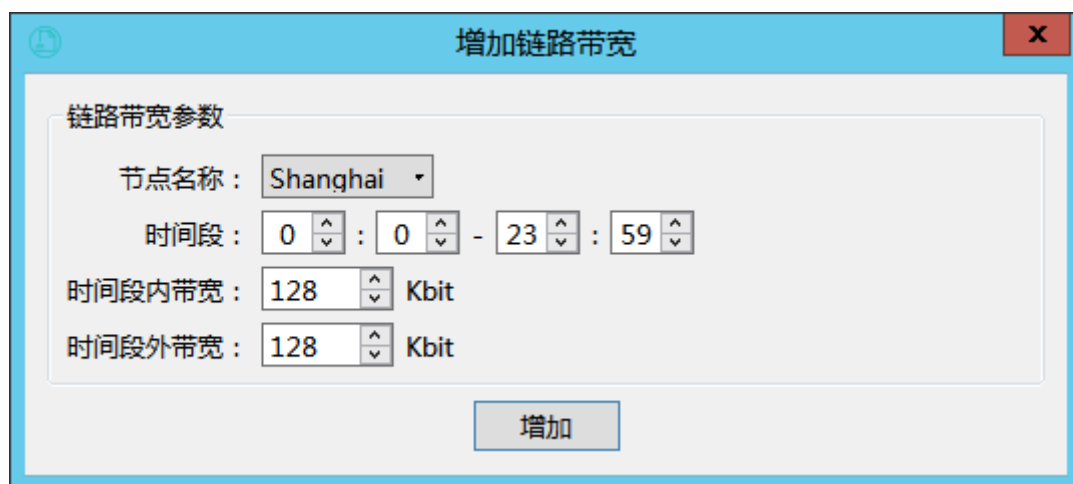 增加链路带宽
x
链路带宽参数
节点名称： Shanghai
时间段： 0 : 0 - 23 : 59
时间段内带宽： 128 Kbit
时间段外带宽： 128 Kbit
增加